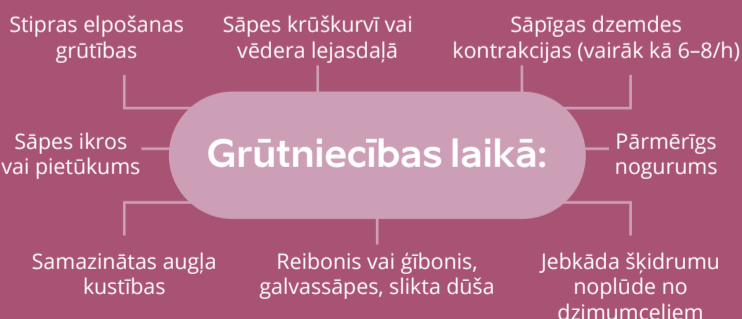 Stipras elpošanas
grūtības
Sāpes krūškurvī vai
vēdera lejasdaļā
Sāpīgas dzemdes
kontrakcijas (vairāk kā 6–8/h)
Sāpes ikros
vai pietūkums
Grūtniecības laikā:
Pārmērīgs
nogurums
Samazinātas augļa
kustības
Reibonis vai ģībonis,
galvassāpes, slikta dūša
Jebkāda šķidrumu
noplūde no
dzimumceļiem